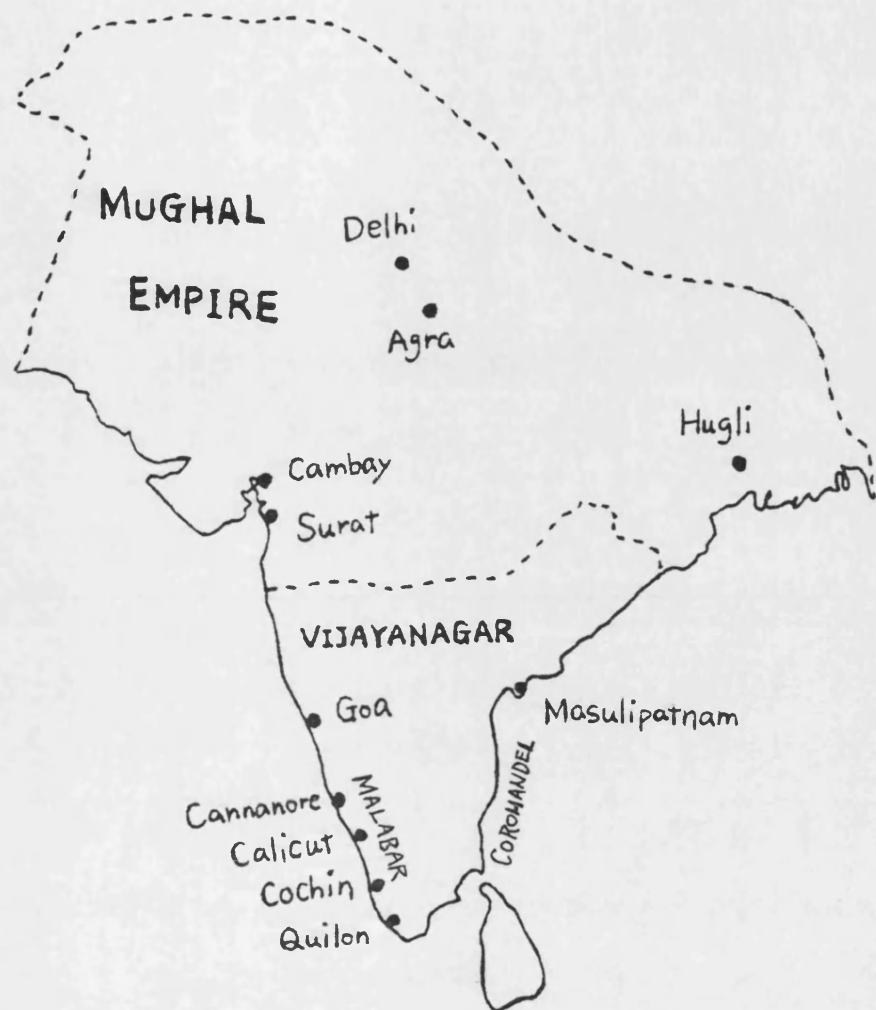 MUGHAL
EMPIRE
Delhi
Agra
Hugli
Cambay
Surat
VIJAYANAGAR
Goa
Masulipatnam
COROMANDEL
MALABAR
Cannanore
Calicut
Cochin
Quilon